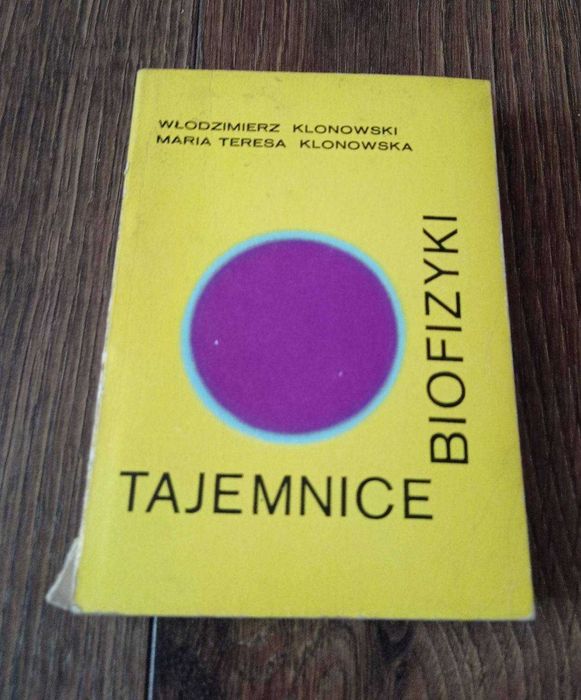 WŁODZIMIERZ KLONOWSKI
MARIA TERESA KLONOWSKA
TAJEMNICE
BIOFIZYKI